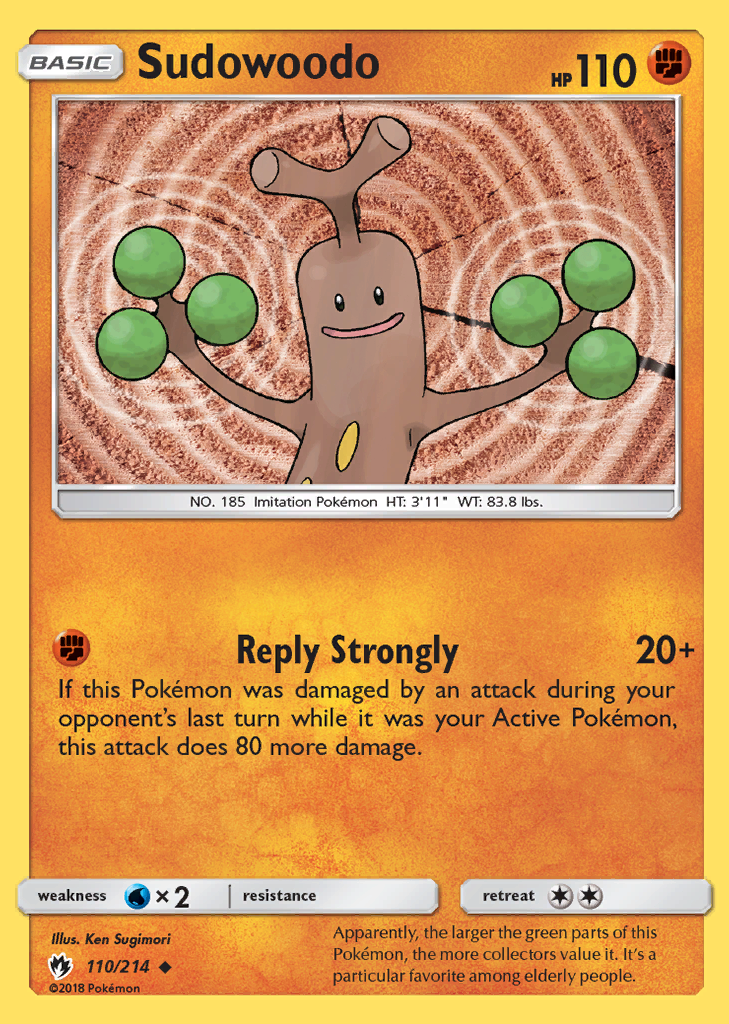 BASIC Sudowoodo HP 110
NO. 185 Imitation Pokémon HT: 3'11" WT: 83.8 lbs.
Reply Strongly 20+
If this Pokémon was damaged by an attack during your
opponent's last turn while it was your Active Pokémon,
this attack does 80 more damage.
weakness ×2 resistance retreat
Illus. Ken Sugimori
110/214 ◆
©2018 Pokémon
Apparently, the larger the green parts of this
Pokémon, the more collectors value it. It's a
particular favorite among elderly people.